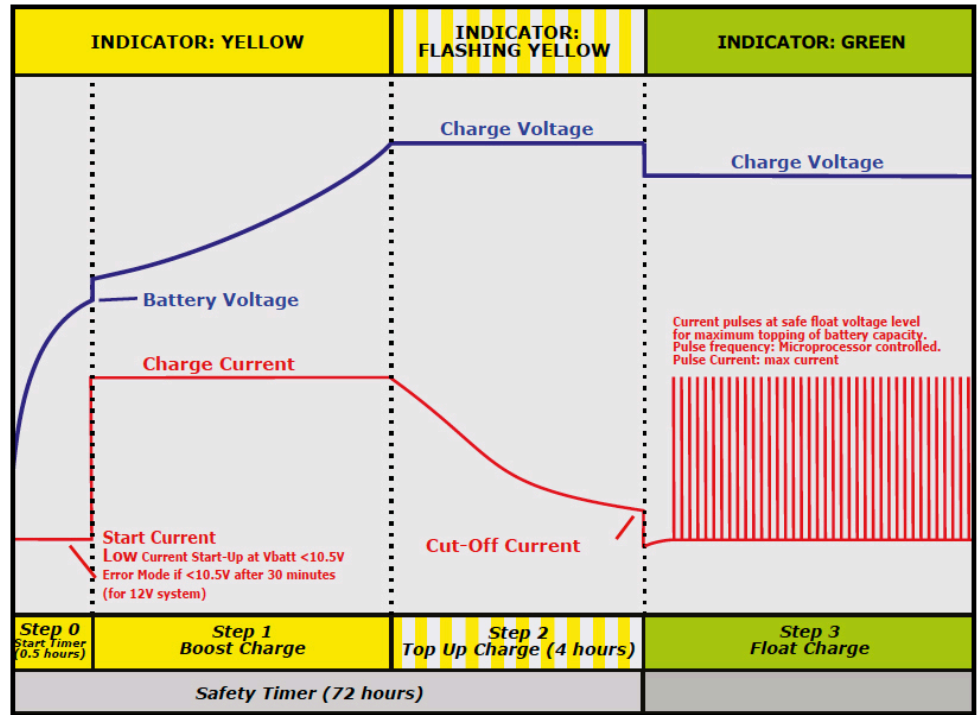 INDICATOR: YELLOW
INDICATOR:
FLASHING YELLOW
INDICATOR: GREEN
Charge Voltage
Charge Voltage
Battery Voltage
Current pulses at safe float voltage level
for maximum topping of battery capacity.
Pulse frequency: Microprocessor controlled.
Pulse Current: max current
Charge Current
Start Current
Low Current Start-Up at Vbatt <10.5V
Error Mode if <10.5V after 30 minutes
(for 12V system)
Cut-Off Current
Step 0
Start Timer
(0.5 hours)
Step 1
Boost Charge
Step 2
Top Up Charge (4 hours)
Step 3
Float Charge
Safety Timer (72 hours)